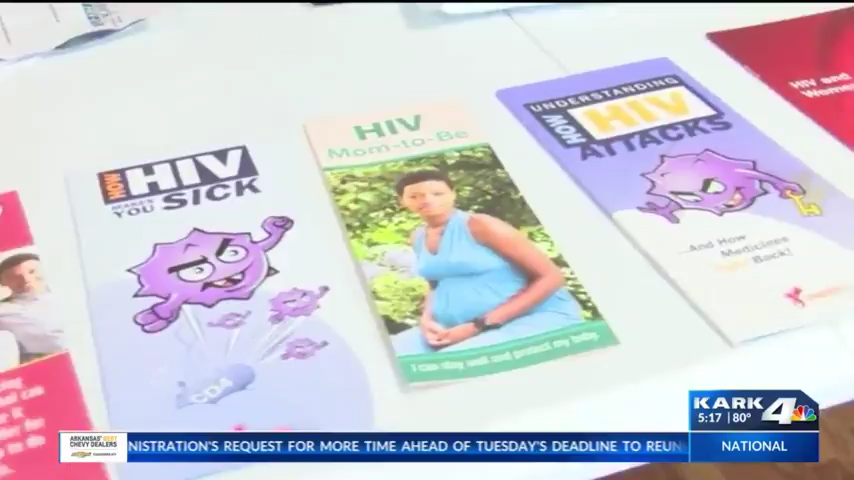 HOW HIV
MAKES
YOU SICK
CD4
HIV
Mom-to-Be
I can stay well and protect my baby.
UNDERSTANDING
HOW HIV
ATTACKS
...And How
Medicines
Fight Back!
HIV and
Women
KARK 4
5:17 80°
NATIONAL
ARKANSAS' BEST
CHEVY DEALERS
NISTRATION'S REQUEST FOR MORE TIME AHEAD OF TUESDAY'S DEADLINE TO REUN